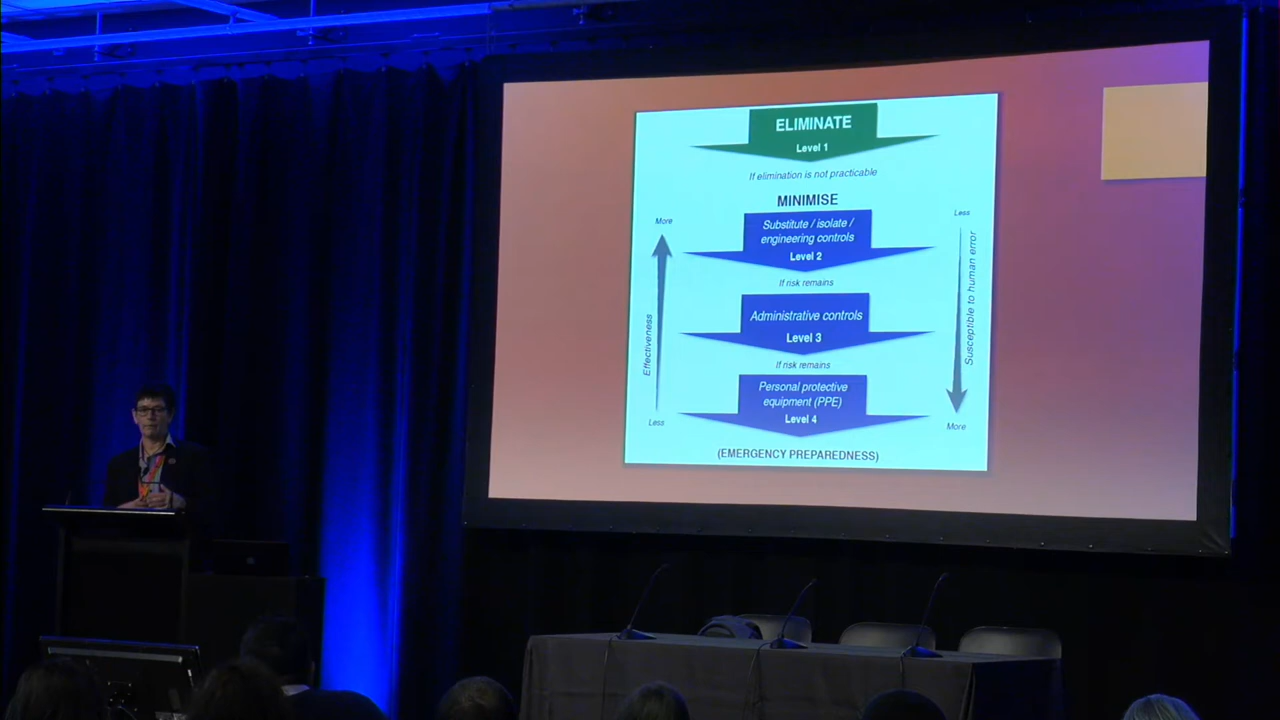 ELIMINATE
Level 1
If elimination is not practicable
MINIMISE
More
Less
Substitute / isolate /
engineering controls
Level 2
If risk remains
Administrative controls
Level 3
Effectiveness
Susceptible to human error
If risk remains
Personal protective
equipment (PPE)
Level 4
Less
More
(EMERGENCY PREPAREDNESS)